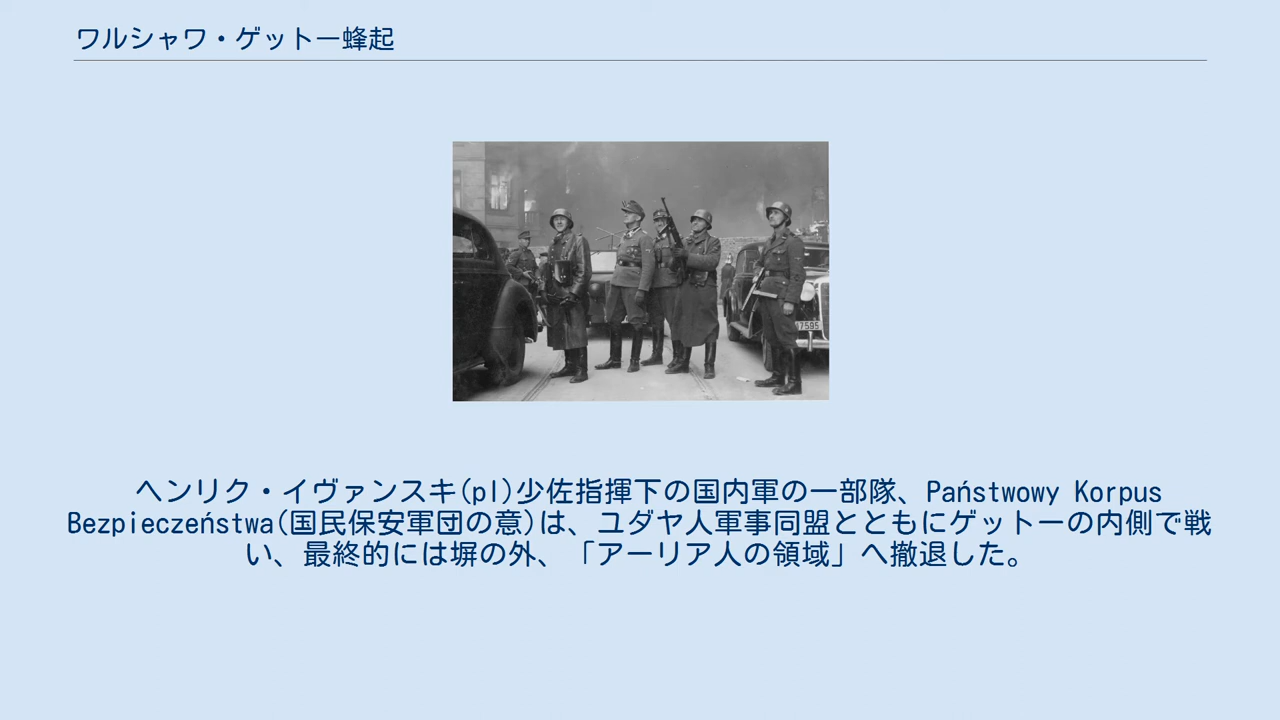 ワルシャワ・ゲットー蜂起
7595
ヘンリク・イヴァンスキ(pl)少佐指揮下の国内軍の一部隊、Państwowy Korpus
Bezpieczeństwa(国民保安軍団の意)は、ユダヤ人軍事同盟とともにゲットーの内側で戦
い、最終的には塀の外、「アーリア人の領域」へ撤退した。